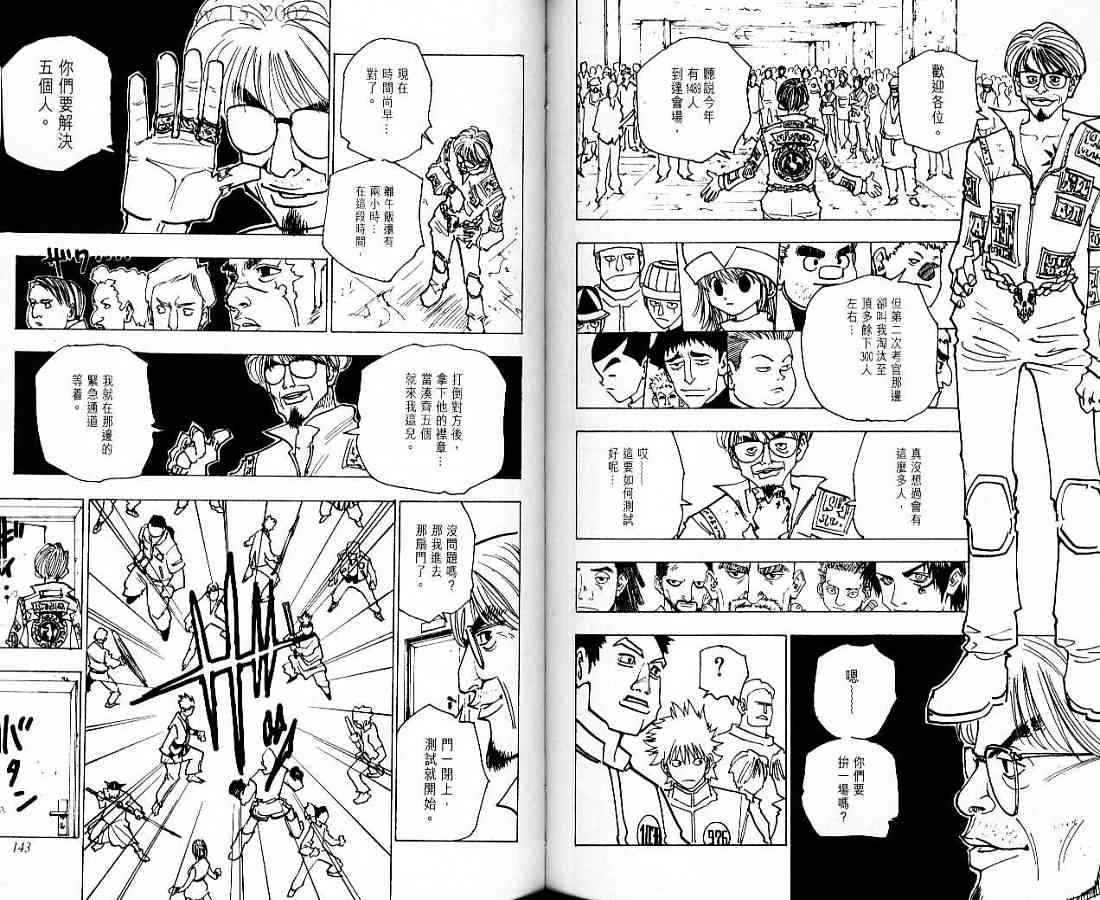 歡迎各位。
聽說今年
有1489人
到達會場，
但第二次考官那邊
卻叫我淘汰至
頂多餘下300人
左右…
真沒想過會有
這麼多人，
哎~~~~
這要如何測試
好呢…
嗯~~~~
你們要
拚一場嗎？
？
976
現在
時間尚早…
對了。
離午飯還有
兩小時…
在這段時間
你們要解決
五個人。
打倒對方後，
拿下他的襟章…
當湊齊五個
就來我這兒。
我就在那邊的
緊急通道
等着。
沒問題嗎？
那我進去
那扇門了。
門一閉上，
測試就開始。
バタン
143